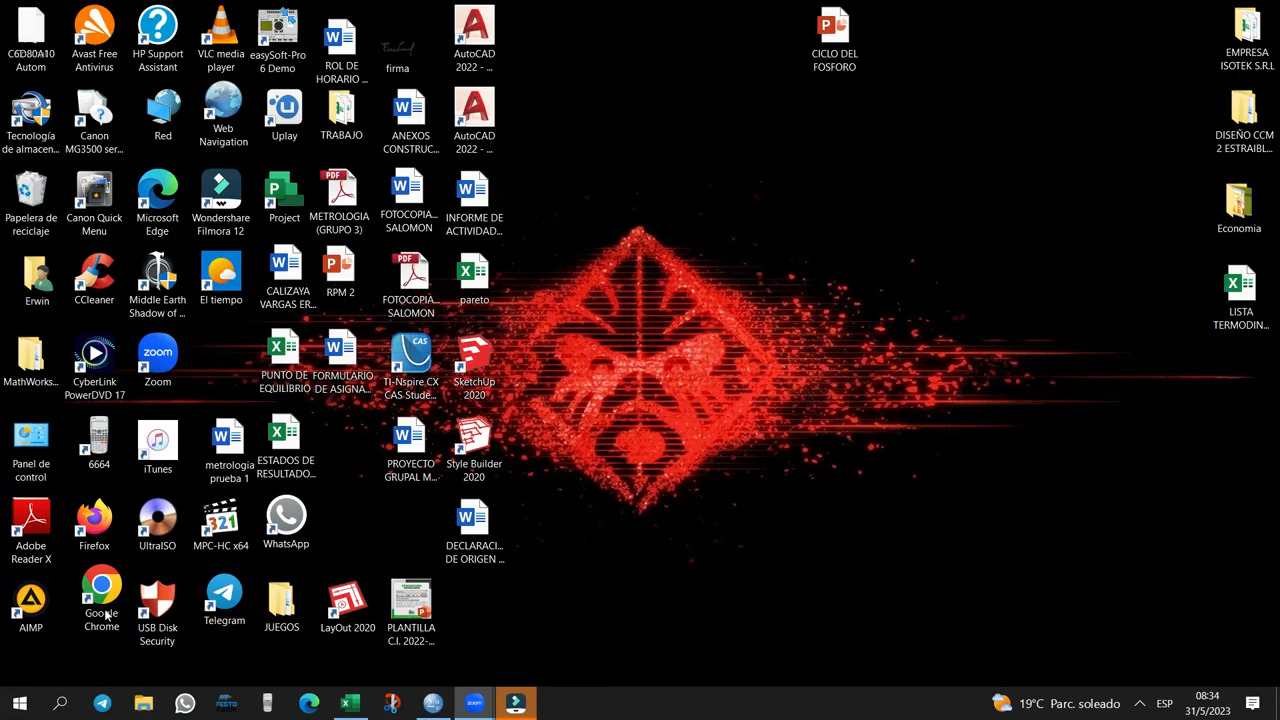 C6D80A10
Autom
Avast Free
Antivirus
HP Support
Assistant
VLC media
player
easySoft-Pro
6 Demo
ROL DE
HORARIO ...
firma
AutoCAD
2022 - ...
CICLO DEL
FOSFORO
EMPRESA
ISOTEK S.R.L
Tecnología
de almacen...
Canon
MG3500 ser...
Red
Web
Navigation
Uplay
TRABAJO
ANEXOS
CONSTRUC...
AutoCAD
2022 - ...
DISEÑO CCM
2 ESTRAIBL...
Papelera de
reciclaje
Canon Quick
Menu
Microsoft
Edge
Wondershare
Filmora 12
Project
PDF
METROLOGIA
(GRUPO 3)
FOTOCOPIA...
SALOMON
INFORME DE
ACTIVIDAD...
Economia
Erwin
CCleaner
Middle Earth
Shadow of ...
El tiempo
CALIZAYA
VARGAS ER...
RPM 2
PDF
FOTOCOPIA...
SALOMON
pareto
LISTA
TERMODIN...
MathWorks...
CyberLink
PowerDVD 17
zoom
Zoom
PUNTO DE
EQUILIBRIO
FORMULARIO
DE ASIGNA...
CAS
TI-Nspire CX
CAS Stude...
SketchUp
2020
Panel de
control
6664
iTunes
metrologia
prueba 1
ESTADOS DE
RESULTADO...
PROYECTO
GRUPAL M...
Style Builder
2020
Adobe
Reader X
Firefox
UltraISO
321
MPC-HC x64
WhatsApp
DECLARACI...
DE ORIGEN ...
AIMP
Google
Chrome
USB Disk
Security
Telegram
JUEGOS
LayOut 2020
PLANTILLA
C.I. 2022-...
FESTO
zoom
19°C Parc. soleado
ESP
08:34
31/5/2023